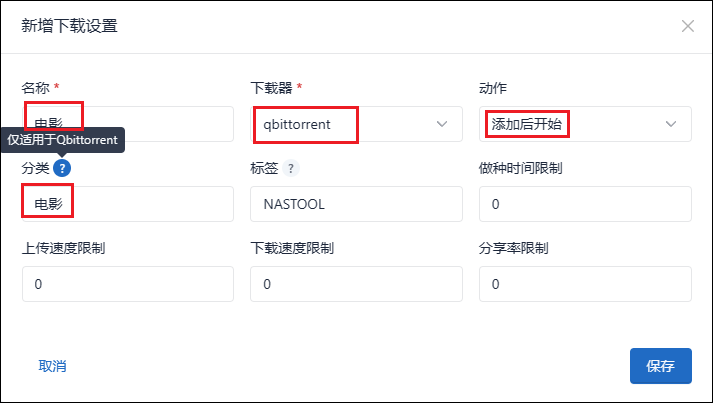 新增下载设置
名称 *
下载器 *
动作
电影
qbittorrent
添加后开始
仅适用于Qbittorrent
分类 ?
标签 ?
做种时间限制
电影
NASTOOL
0
上传速度限制
下载速度限制
分享率限制
0
0
0
取消
保存